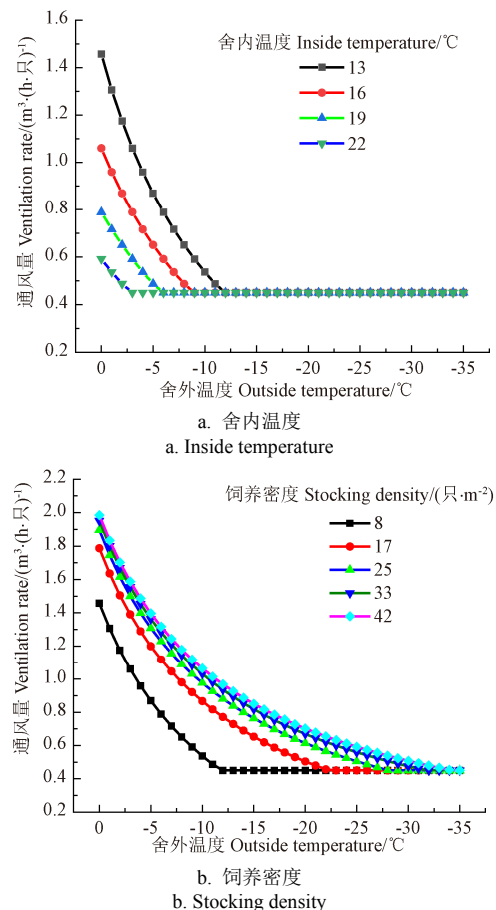 1.6
1.4
1.2
1.0
0.8
0.6
0.4
0.2
通风量 Ventilation rate/(m³·(h·只)⁻¹)
舍内温度 Inside temperature/℃
13
16
19
22
0 -5 -10 -15 -20 -25 -30 -35
舍外温度 Outside temperature/℃
a. 舍内温度
a. Inside temperature
2.2
2.0
1.8
1.6
1.4
1.2
1.0
0.8
0.6
0.4
0.2
通风量 Ventilation rate/(m³·(h·只)⁻¹)
饲养密度 Stocking density/(只·m⁻²)
8
17
25
33
42
0 -5 -10 -15 -20 -25 -30 -35
舍外温度 Outside temperature/℃
b. 饲养密度
b. Stocking density